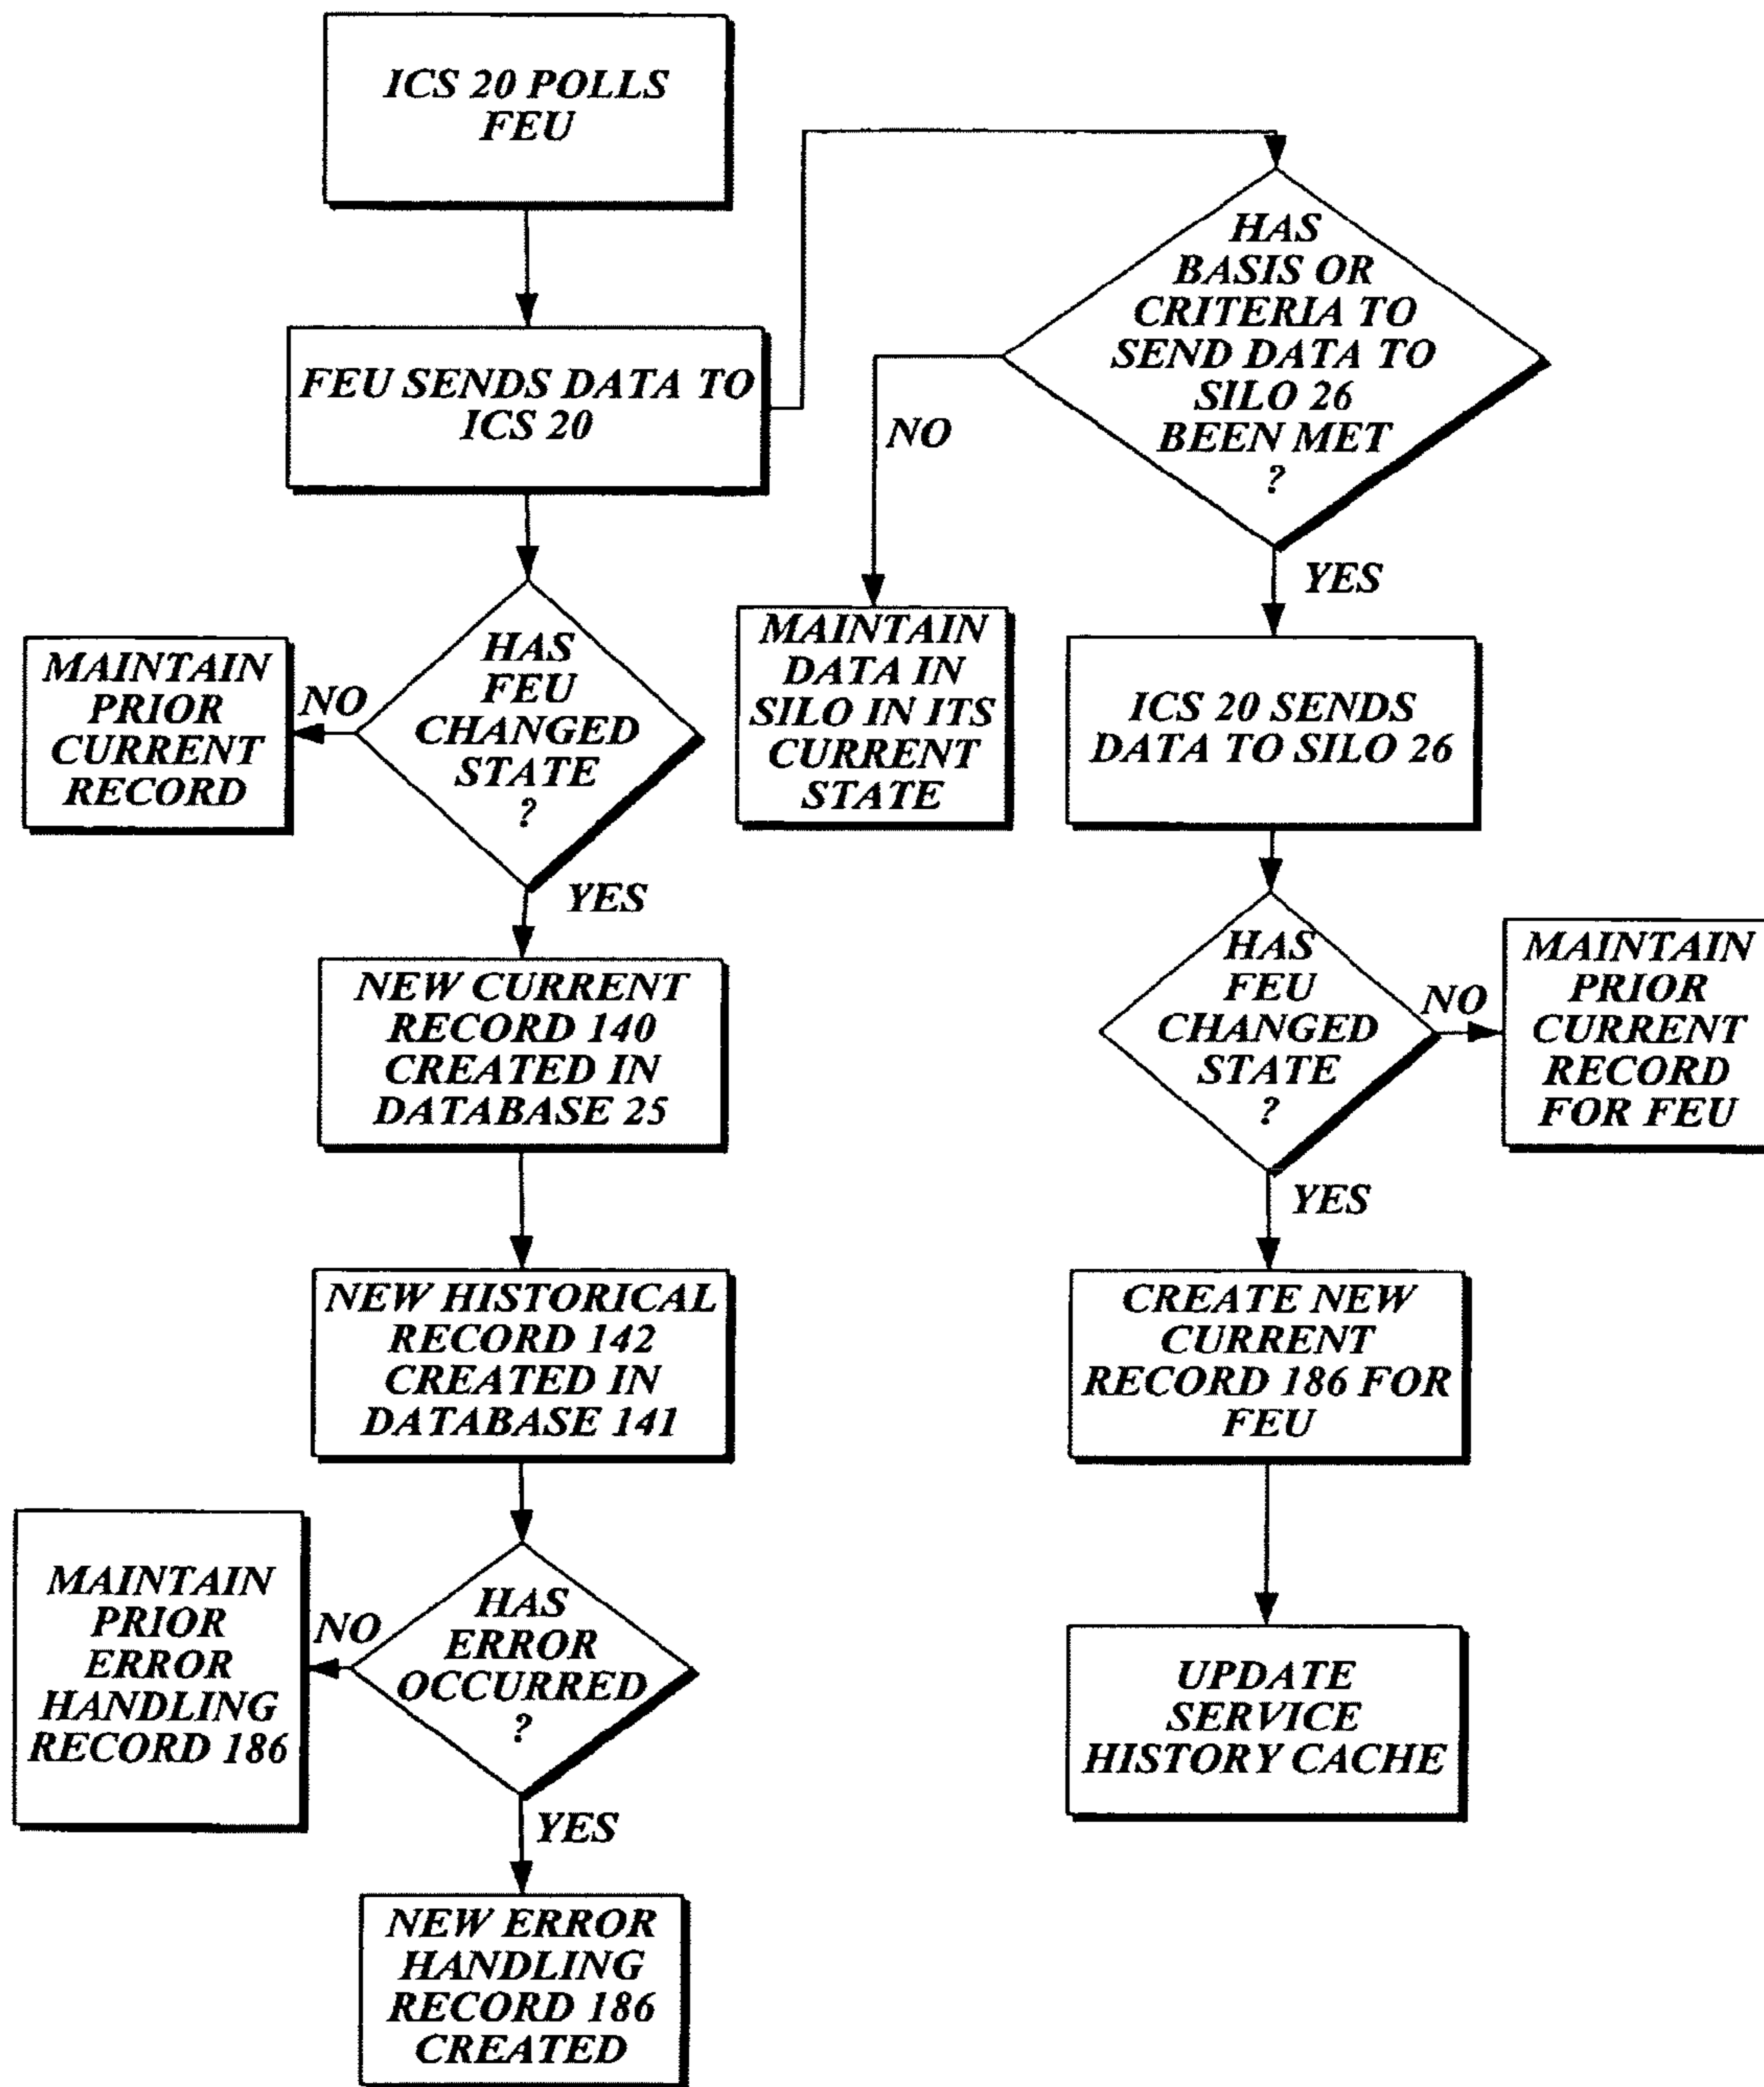 ICS 20 POLLS
FEU
FEU SENDS DATA TO
ICS 20
HAS
FEU
CHANGED
STATE
?
NO
MAINTAIN
PRIOR
CURRENT
RECORD
YES
NEW CURRENT
RECORD 140
CREATED IN
DATABASE 25
NEW HISTORICAL
RECORD 142
CREATED IN
DATABASE 141
HAS
ERROR
OCCURRED
?
NO
MAINTAIN
PRIOR
ERROR
HANDLING
RECORD 186
YES
NEW ERROR
HANDLING
RECORD 186
CREATED
HAS
BASIS OR
CRITERIA TO
SEND DATA TO
SILO 26
BEEN MET
?
NO
MAINTAIN
DATA IN
SILO IN ITS
CURRENT
STATE
YES
ICS 20 SENDS
DATA TO SILO 26
HAS
FEU
CHANGED
STATE
?
NO
MAINTAIN
PRIOR
CURRENT
RECORD
FOR FEU
YES
CREATE NEW
CURRENT
RECORD 186 FOR
FEU
UPDATE
SERVICE
HISTORY CACHE